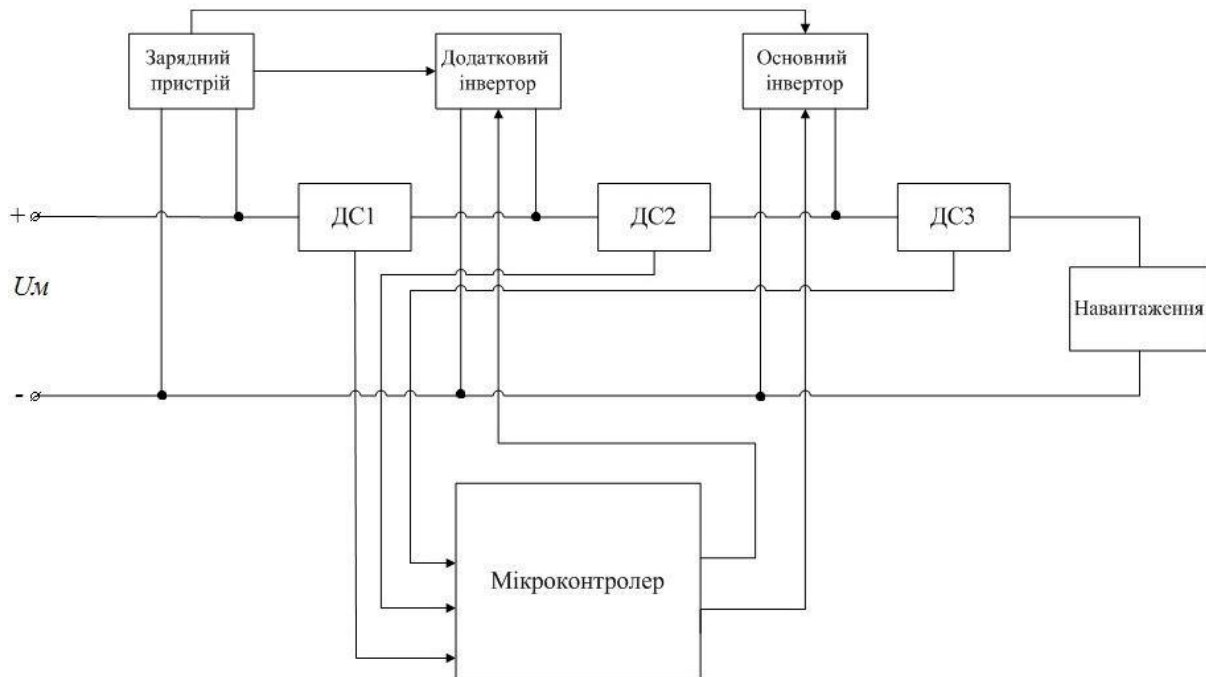 Зарядний
пристрій
Додатковий
інвертор
Основний
інвертор
+
ДС1
ДС2
ДС3
Uм
Навантаження
-
Мікроконтролер